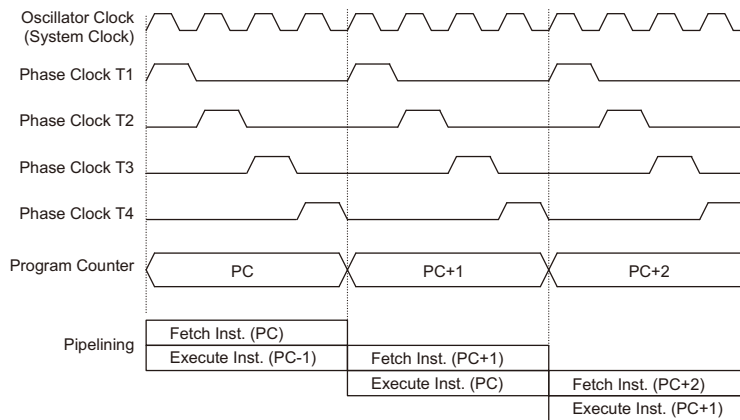 Oscillator Clock
(System Clock)
Phase Clock T1
Phase Clock T2
Phase Clock T3
Phase Clock T4
Program Counter
PC
PC+1
PC+2
Pipelining
Fetch Inst. (PC)
Execute Inst. (PC-1)
Fetch Inst. (PC+1)
Execute Inst. (PC)
Fetch Inst. (PC+2)
Execute Inst. (PC+1)